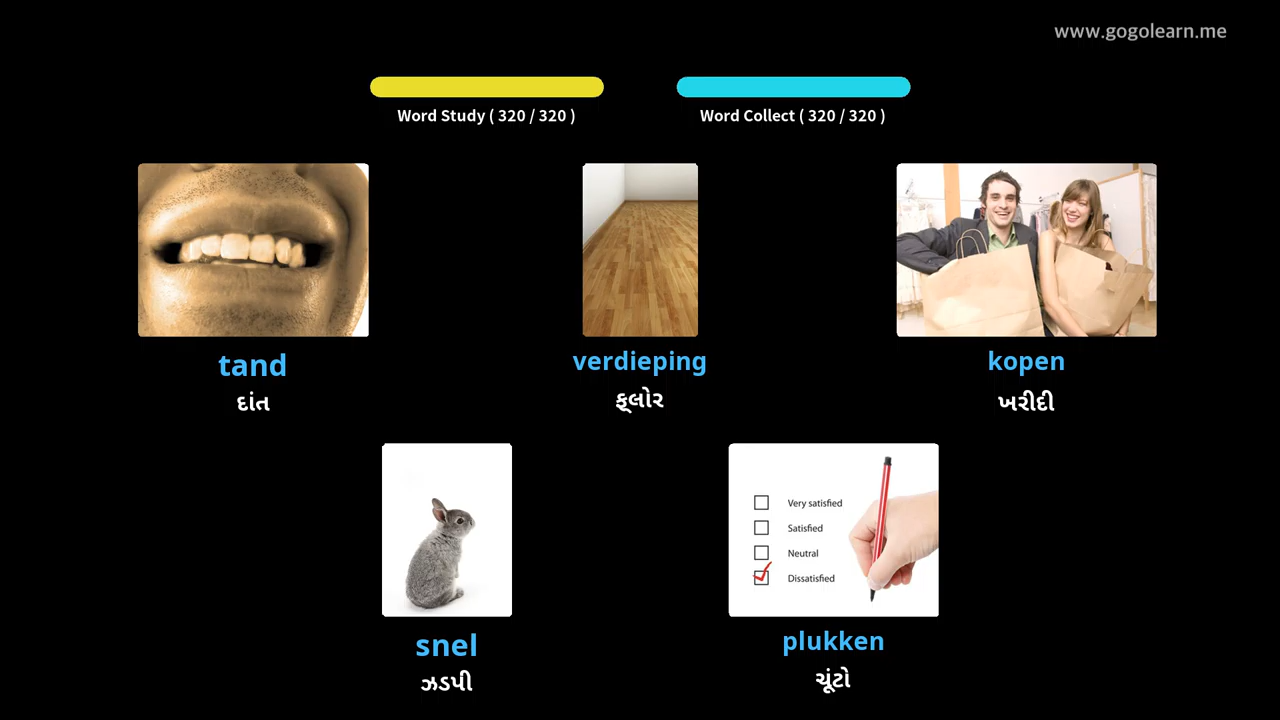 www.gogolearn.me
Word Study ( 320 / 320 )
Word Collect ( 320 / 320 )
tand
દાંત
verdieping
ફ્લોર
kopen
ખરીદી
Very satisfied
Satisfied
Neutral
Dissatisfied
snel
ઝડપી
plukken
ચૂંટો